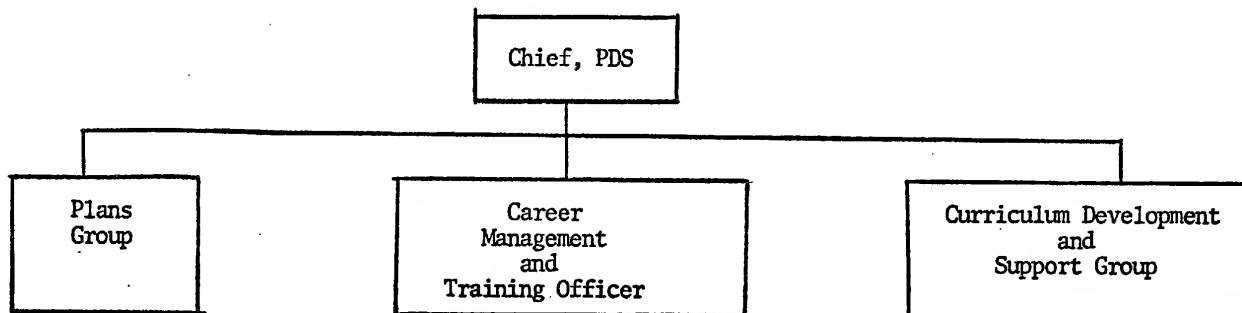 Chief, PDS
Plans
Group
Career
Management
and
Training Officer
Curriculum Development
and
Support Group